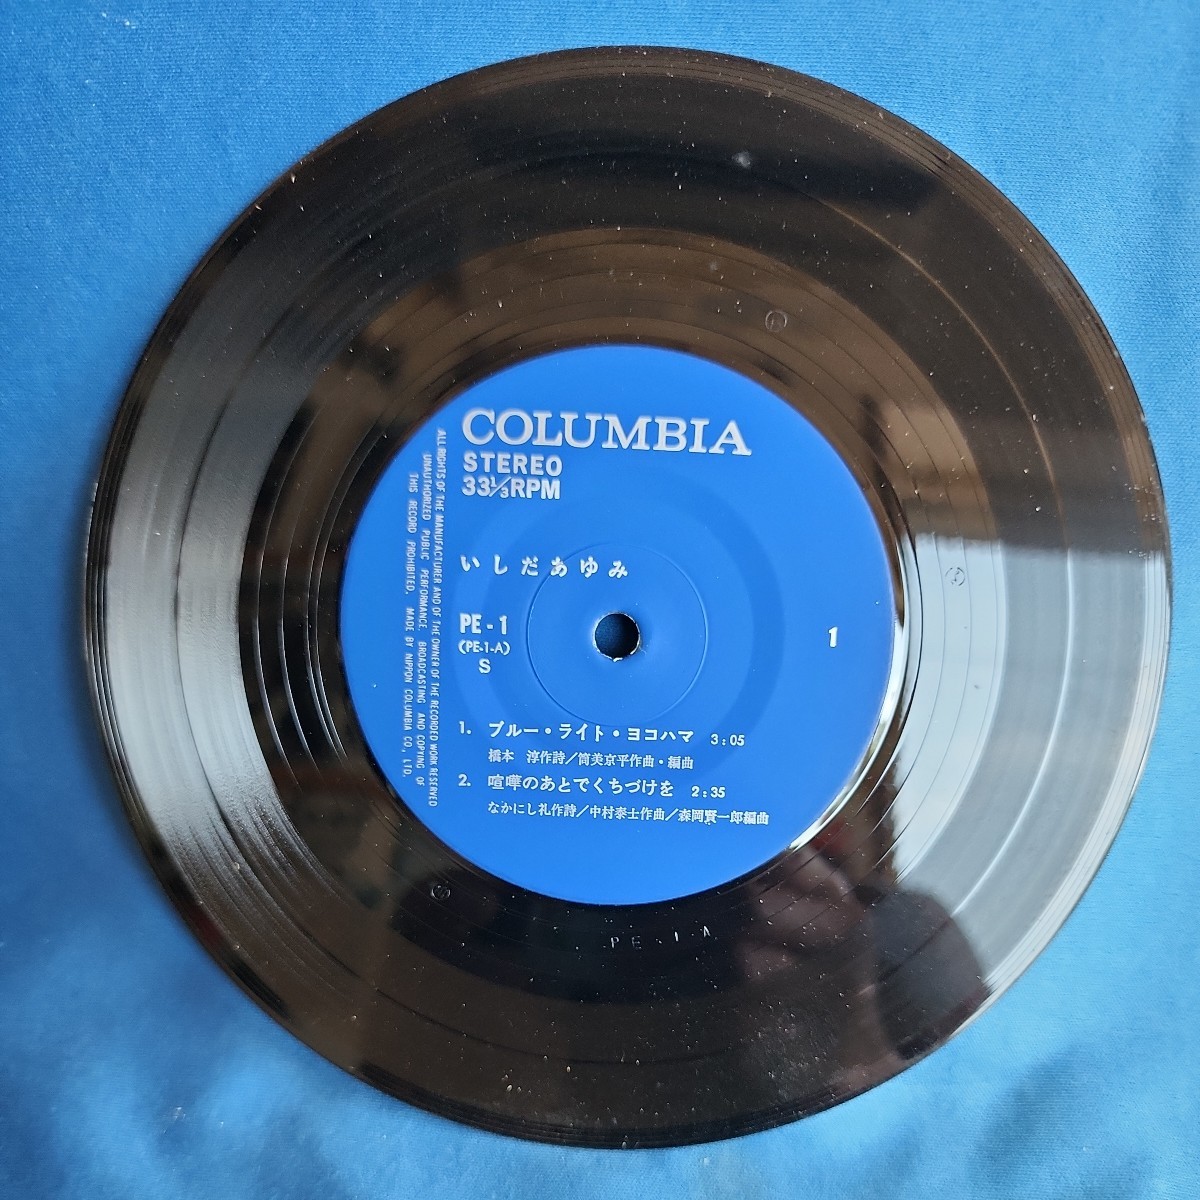 COLUMBIA
STEREO
33⅓RPM
いしだあゆみ
PE-1
(PE-1-A)
S
1
1. ブルー・ライト・ヨコハマ 3:05
橋本 淳作詩/筒美京平作曲・編曲
2. 喧嘩のあとでくちづけを 2:35
なかにし礼作詩/中村泰士作曲/森岡賢一郎編曲
ALL RIGHTS OF THE MANUFACTURER AND OF THE OWNER OF THE RECORDED WORK RESERVED
UNAUTHORIZED PUBLIC PERFORMANCE BROADCASTING AND COPYING OF
THIS RECORD PROHIBITED. MADE BY NIPPON COLUMBIA CO., LTD.
PE-1A